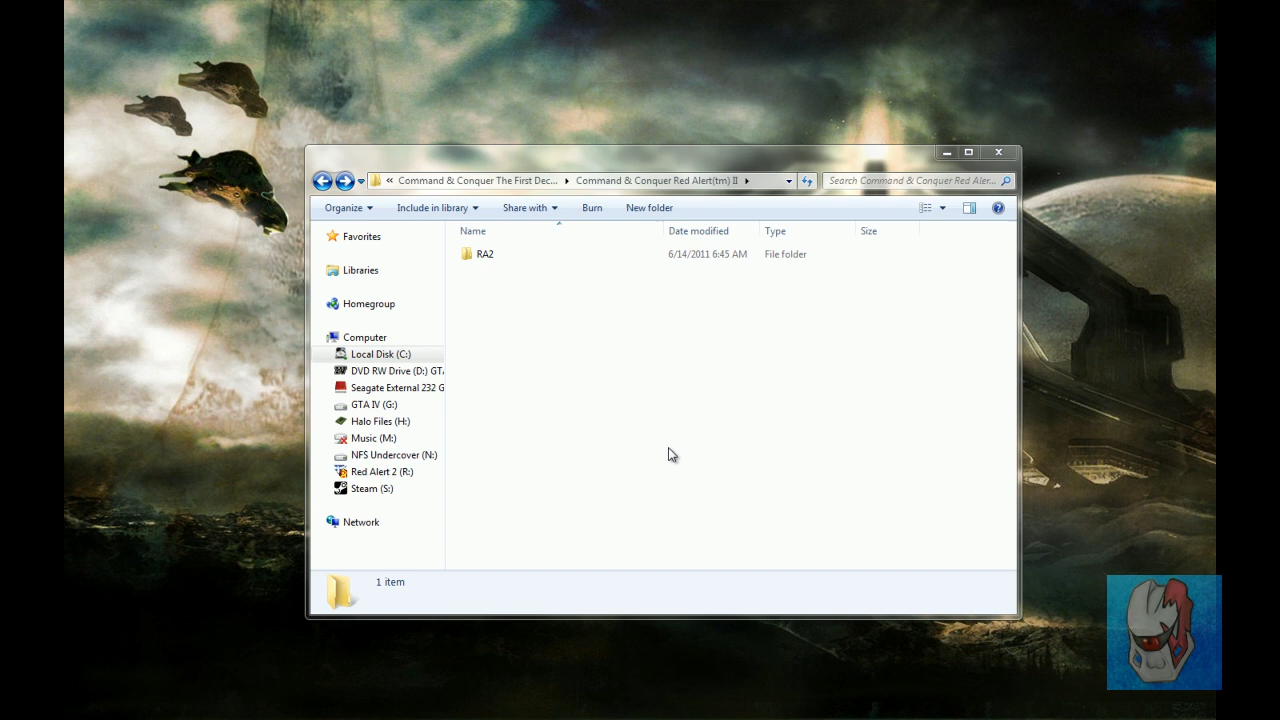 « Command & Conquer The First Dec... Command & Conquer Red Alert(tm) II
Search Command & Conquer Red Aler...
Organize Include in library Share with Burn New folder
Name Date modified Type Size
RA2 6/14/2011 6:45 AM File folder
Favorites
Libraries
Homegroup
Computer
Local Disk (C:)
DVD RW Drive (D:) GTA
Seagate External 232 G
GTA IV (G:)
Halo Files (H:)
Music (M:)
NFS Undercover (N:)
Red Alert 2 (R:)
Steam (S:)
Network
1 item